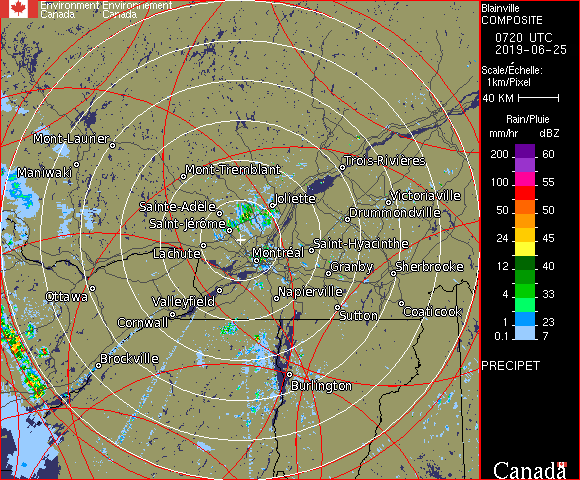 Environment Environnement
Canada Canada
Blainville
COMPOSITE
0720 UTC
2019-06-25
Scale/Échelle:
1km/Pixel
40 KM
Rain/Pluie
mm/hr dBZ
200 60
100 55
50 50
24 45
12 40
4 33
1 23
0.1 7
PRECIPET
Canada
Mont-Laurier
Maniwaki
Mont-Tremblant
Trois-Rivières
Sainte-Adèle
Joliette
Victoriaville
Saint-Jérôme
Drummondville
Lachute
Montréal
Saint-Hyacinthe
Granby
Sherbrooke
Ottawa
Valleyfield
Napierville
Cornwall
Sutton
Coaticook
Brockville
Burlington